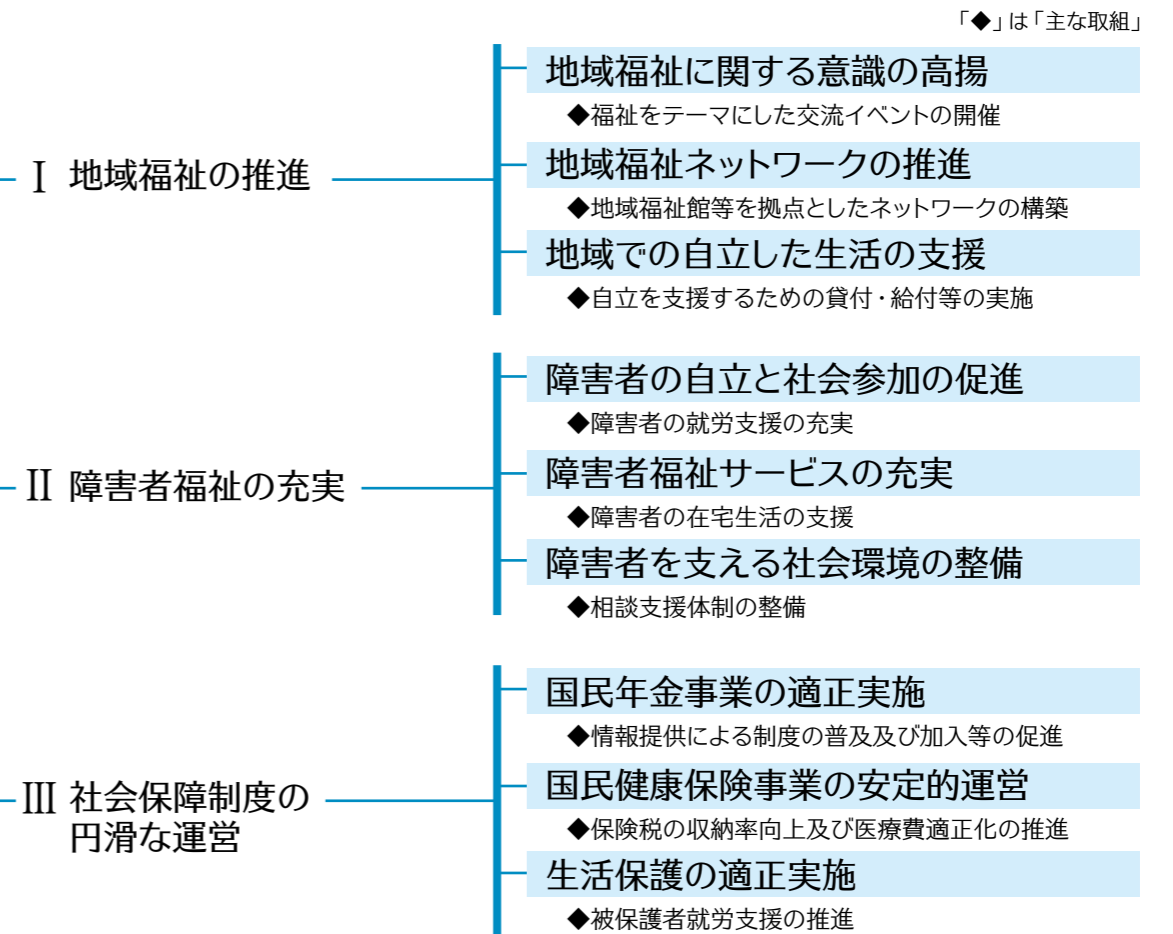 「◆」は「主な取組」
Ⅰ 地域福祉の推進
地域福祉に関する意識の高揚
◆福祉をテーマにした交流イベントの開催
地域福祉ネットワークの推進
◆地域福祉館等を拠点としたネットワークの構築
地域での自立した生活の支援
◆自立を支援するための貸付・給付等の実施
Ⅱ 障害者福祉の充実
障害者の自立と社会参加の促進
◆障害者の就労支援の充実
障害者福祉サービスの充実
◆障害者の在宅生活の支援
障害者を支える社会環境の整備
◆相談支援体制の整備
Ⅲ 社会保障制度の
円滑な運営
国民年金事業の適正実施
◆情報提供による制度の普及及び加入等の促進
国民健康保険事業の安定的運営
◆保険税の収納率向上及び医療費適正化の推進
生活保護の適正実施
◆被保護者就労支援の推進